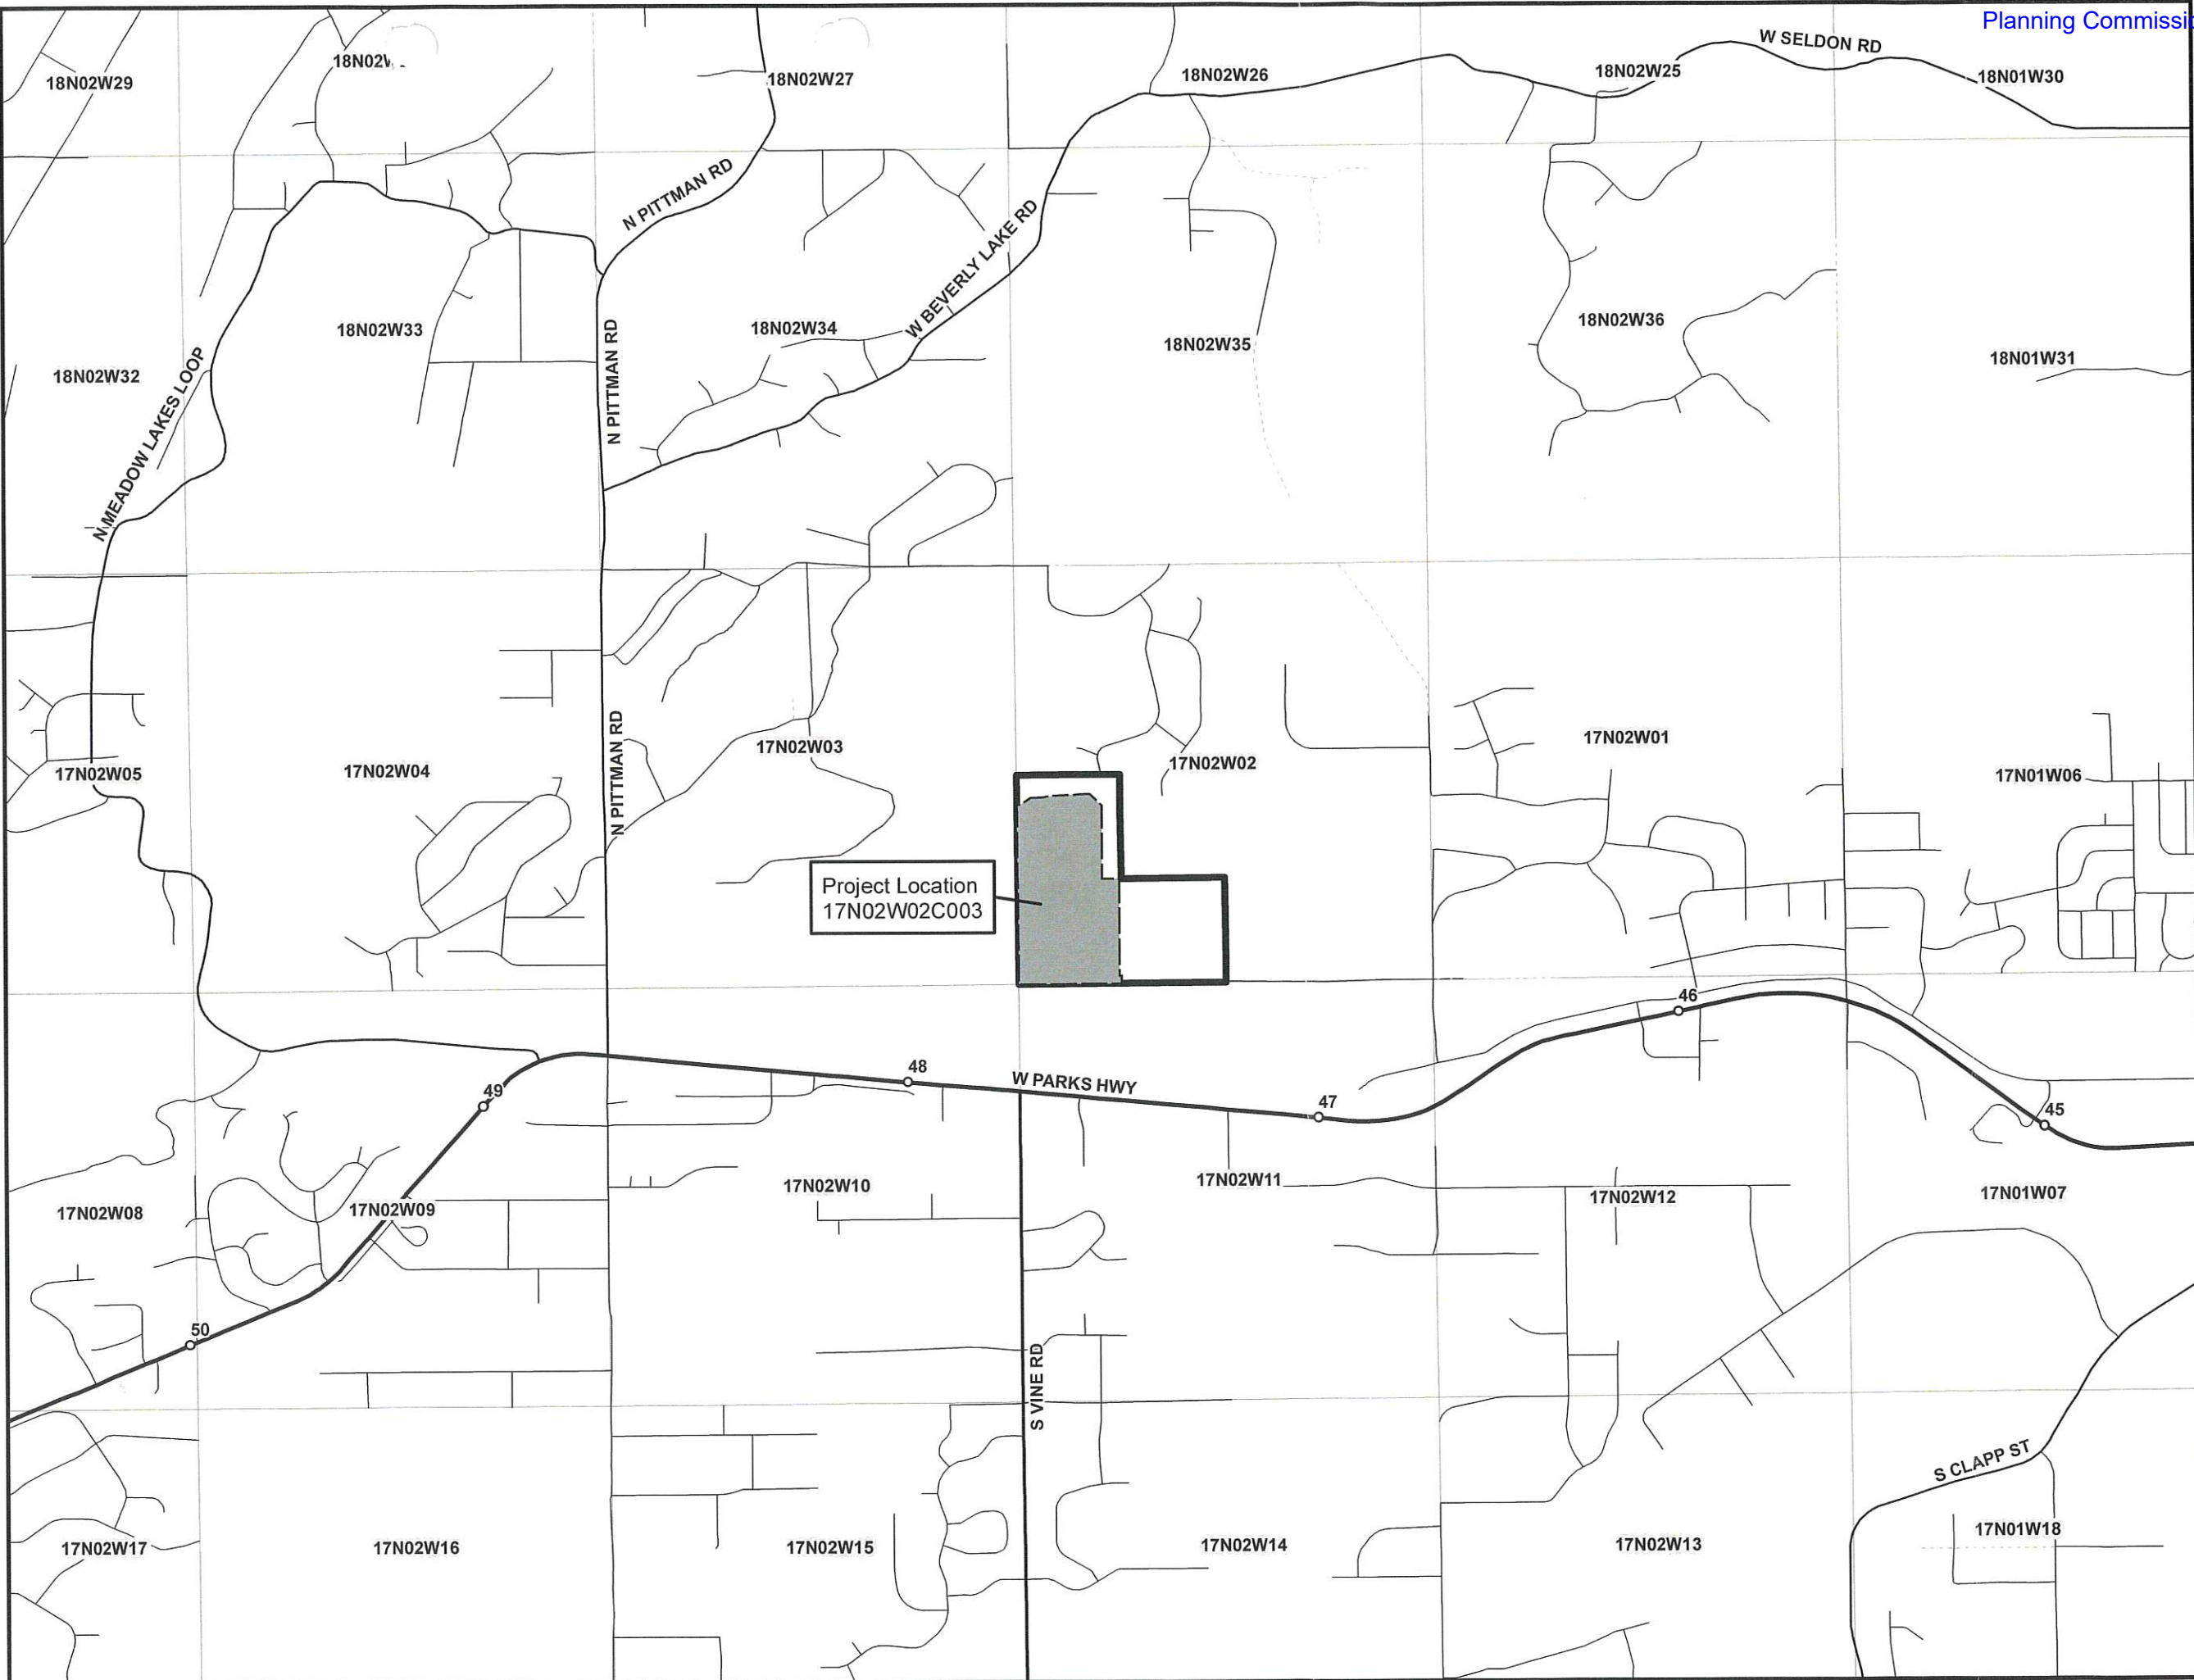 Planning Commissi
W SELDON RD
18N02W29
18N02W27
18N02W26
18N02W25
18N01W30
N PITTMAN RD
W BEVERLY LAKE RD
18N02W32
18N02W33
N PITTMAN RD
18N02W34
18N02W35
18N02W36
18N01W31
N MEADOW LAKES LOOP
17N02W05
17N02W04
N PITTMAN RD
17N02W03
17N02W02
17N02W01
17N01W06
Project Location
17N02W02C003
46
49
48
W PARKS HWY
47
45
17N02W08
17N02W09
17N02W10
17N02W11
17N02W12
17N01W07
50
S VINE RD
S CLAPP ST
17N02W17
17N02W16
17N02W15
17N02W14
17N02W13
17N01W18